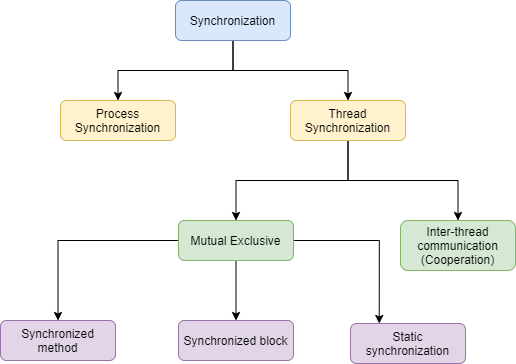 Synchronization
Process
Synchronization
Thread
Synchronization
Mutual Exclusive
Inter-thread
communication
(Cooperation)
Synchronized
method
Synchronized block
Static
synchronization